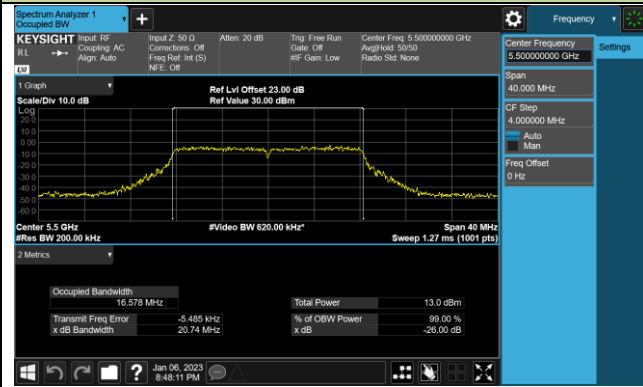 Spectrum Analyzer 1
Occupied BW
Frequency
KEYSIGHT
RL
LXI
Input: RF
Coupling: AC
Align: Auto
Input Z: 50 Ω
Corrections: Off
Freq Ref: Int (S)
NFE: Off
Atten: 20 dB
Trig: Free Run
Gate: Off
#IF Gain: Low
Center Freq: 5.500000000 GHz
Avg|Hold: 50/50
Radio Std: None
Center Frequency
5.500000000 GHz
Settings
Span
40.000 MHz
CF Step
4.000000 MHz
Auto
Man
Freq Offset
0 Hz
1 Graph
Scale/Div 10.0 dB
Ref Lvl Offset 23.00 dB
Ref Value 30.00 dBm
Log
20.0
10.0
0.00
-10.0
-20.0
-30.0
-40.0
-50.0
-60.0
Center 5.5 GHz
#Res BW 200.00 kHz
#Video BW 620.00 kHz*
Span 40 MHz
Sweep 1.27 ms (1001 pts)
2 Metrics
Occupied Bandwidth
16.578 MHz
Total Power
13.0 dBm
Transmit Freq Error
-5.485 kHz
% of OBW Power
99.00 %
x dB Bandwidth
20.74 MHz
x dB
-26.00 dB
?
Jan 06, 2023
8:48:11 PM